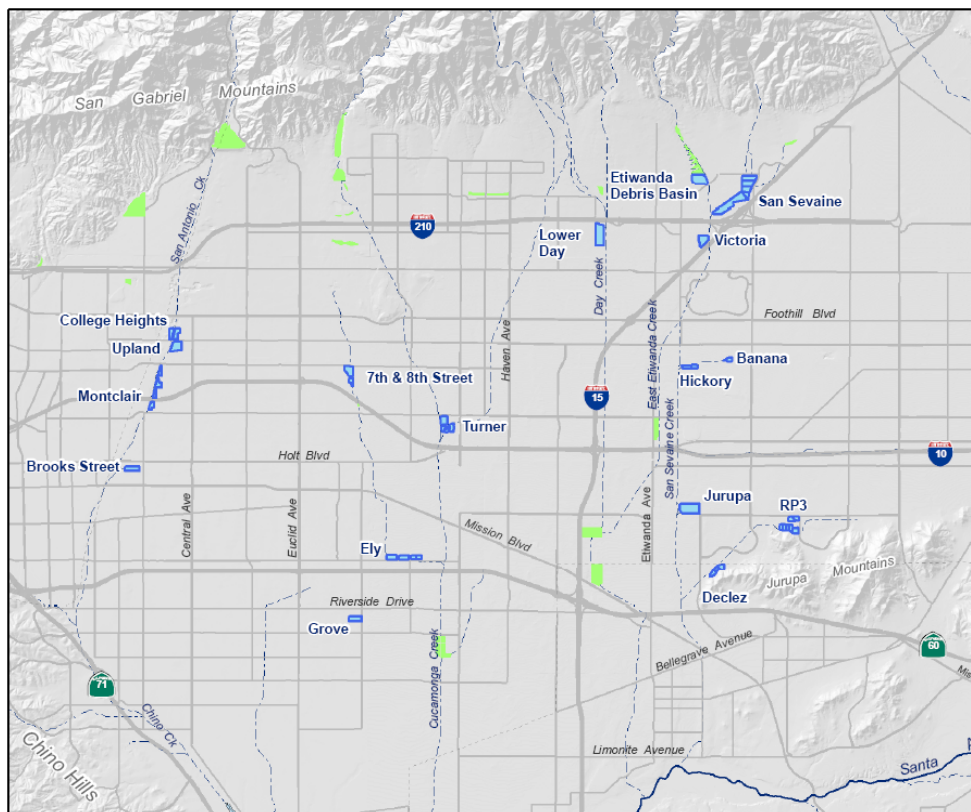 San Gabriel Mountains
San Antonio Ck
Etiwanda
Debris Basin
San Sevaine
210
Lower
Day
Victoria
Day Creek
College Heights
Upland
Foothill Blvd
Haven Ave
East Etiwanda Creek
Banana
Hickory
Montclair
7th & 8th Street
15
Turner
San Sevaine Creek
Holt Blvd
10
Brooks Street
Central Ave
Euclid Ave
Mission Blvd
Etiwanda Ave
Jurupa
RP3
Ely
Jurupa Mountains
Declez
Riverside Drive
Grove
Cucamonga Creek
Bellegrave Avenue
60
71
Chino Ck
Chino Hills
Limonite Avenue
Santa